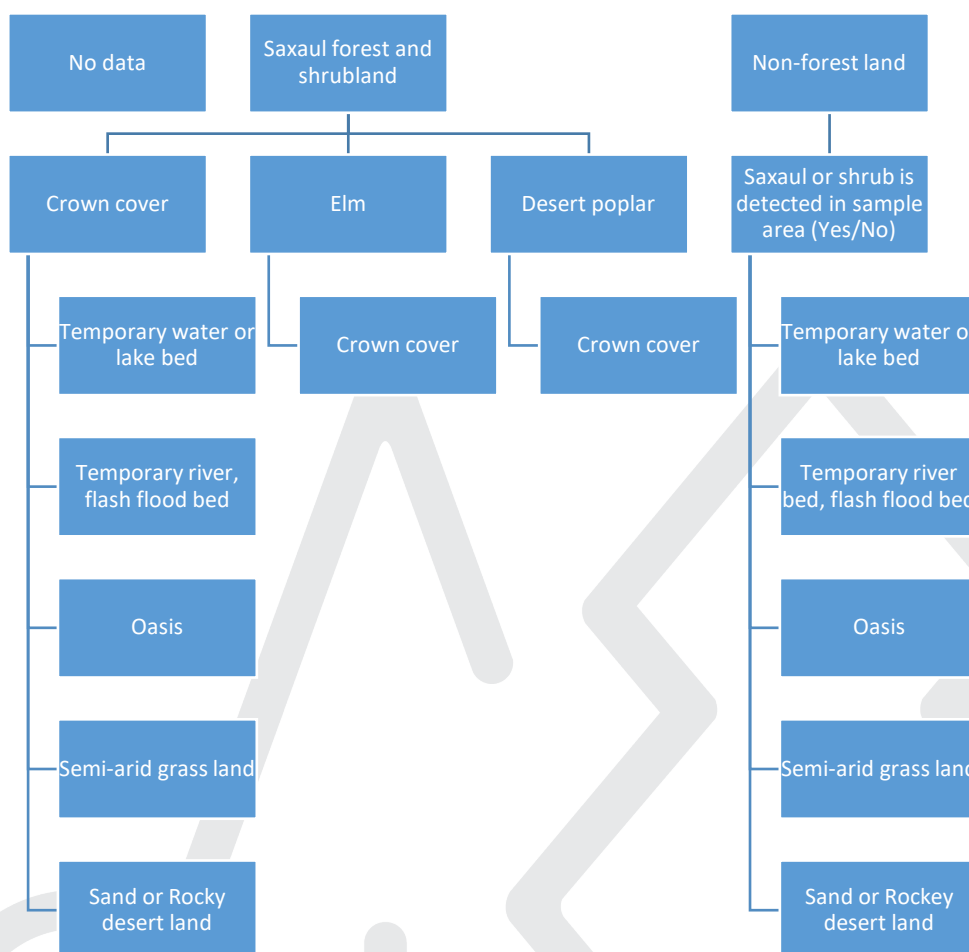 No data
Saxaul forest and
shrubland
Non-forest land
Crown cover
Elm
Desert poplar
Saxaul or shrub is
detected in sample
area (Yes/No)
Temporary water or
lake bed
Crown cover
Crown cover
Temporary water o
lake bed
Temporary river,
flash flood bed
Temporary river
bed, flash flood bed
Oasis
Oasis
Semi-arid grass land
Semi-arid grass land
Sand or Rocky
desert land
Sand or Rockey
desert land